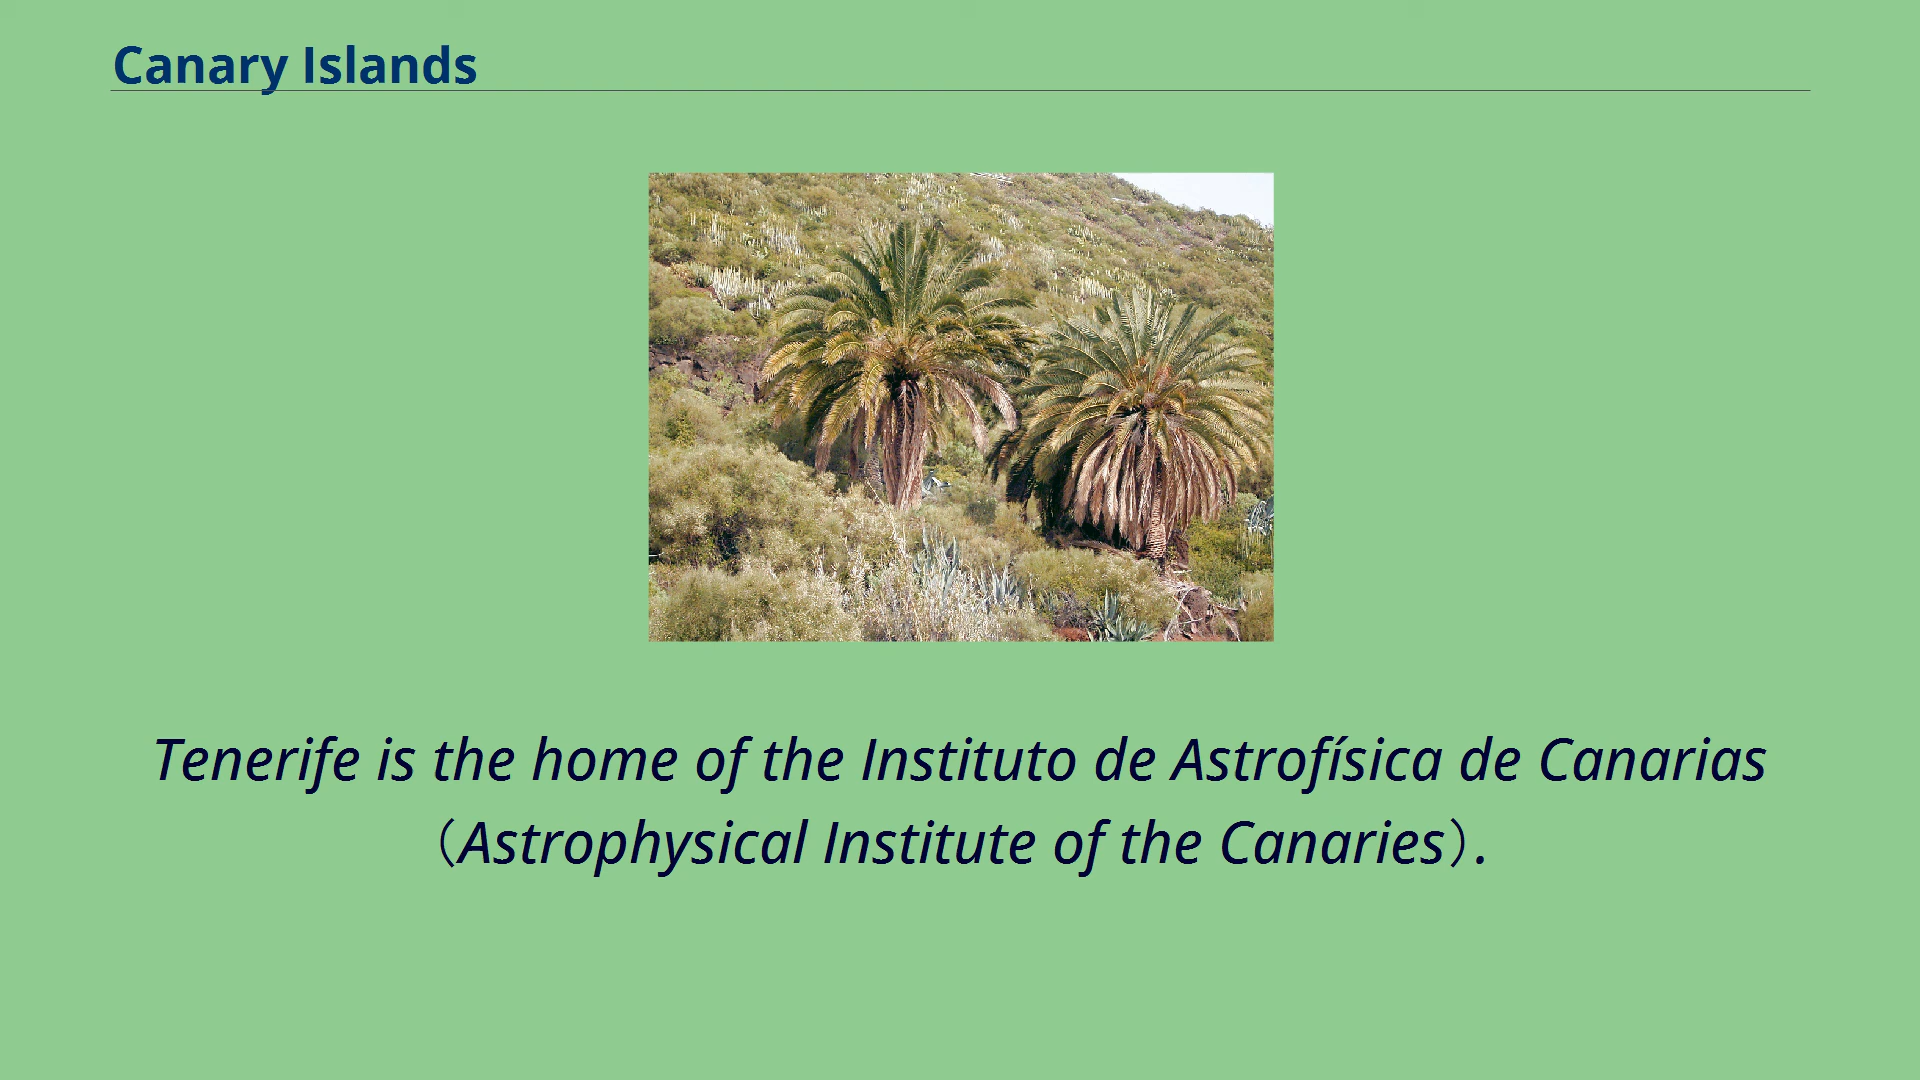 Canary Islands
Tenerife is the home of the Instituto de Astrofísica de Canarias
（Astrophysical Institute of the Canaries）.